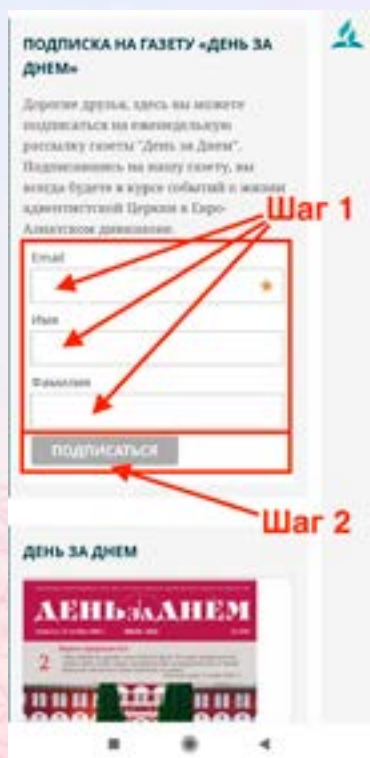 ПОДПИСКА НА ГАЗЕТУ «ДЕНЬ ЗА
ДНЕМ»
Дорогие друзья, здесь вы можете
подписаться на еженедельную
рассылку газеты "День за Днем".
Подписавшись на нашу газету, вы
всегда будете в курсе событий о жизни
адвентистской Церкви в Евро-
Азиатском дивизионе.
Шаг 1
Email
Имя
Фамилия
ПОДПИСАТЬСЯ
Шаг 2
ДЕНЬ ЗА ДНЕМ
ДЕНЬ ЗА ДНЕМ
2